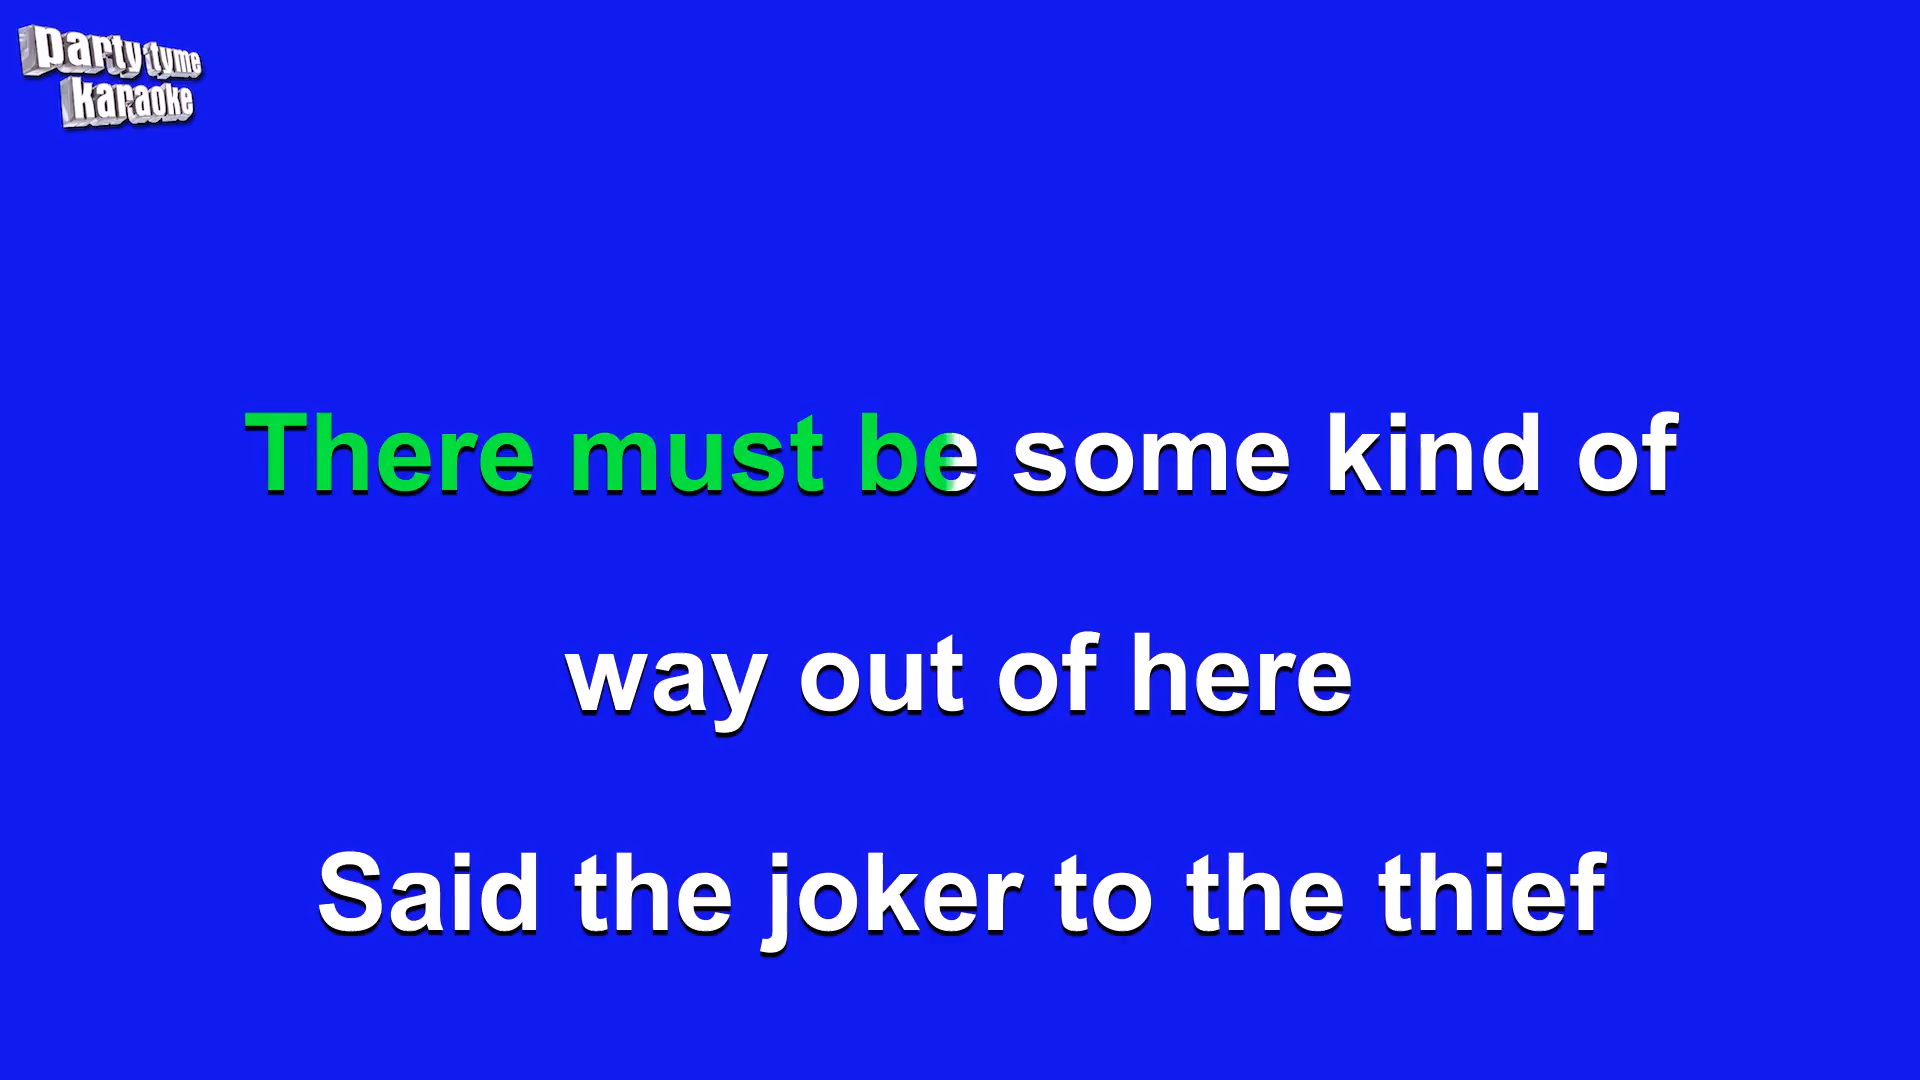 party tyme
karaoke
There must be some kind of
way out of here
Said the joker to the thief